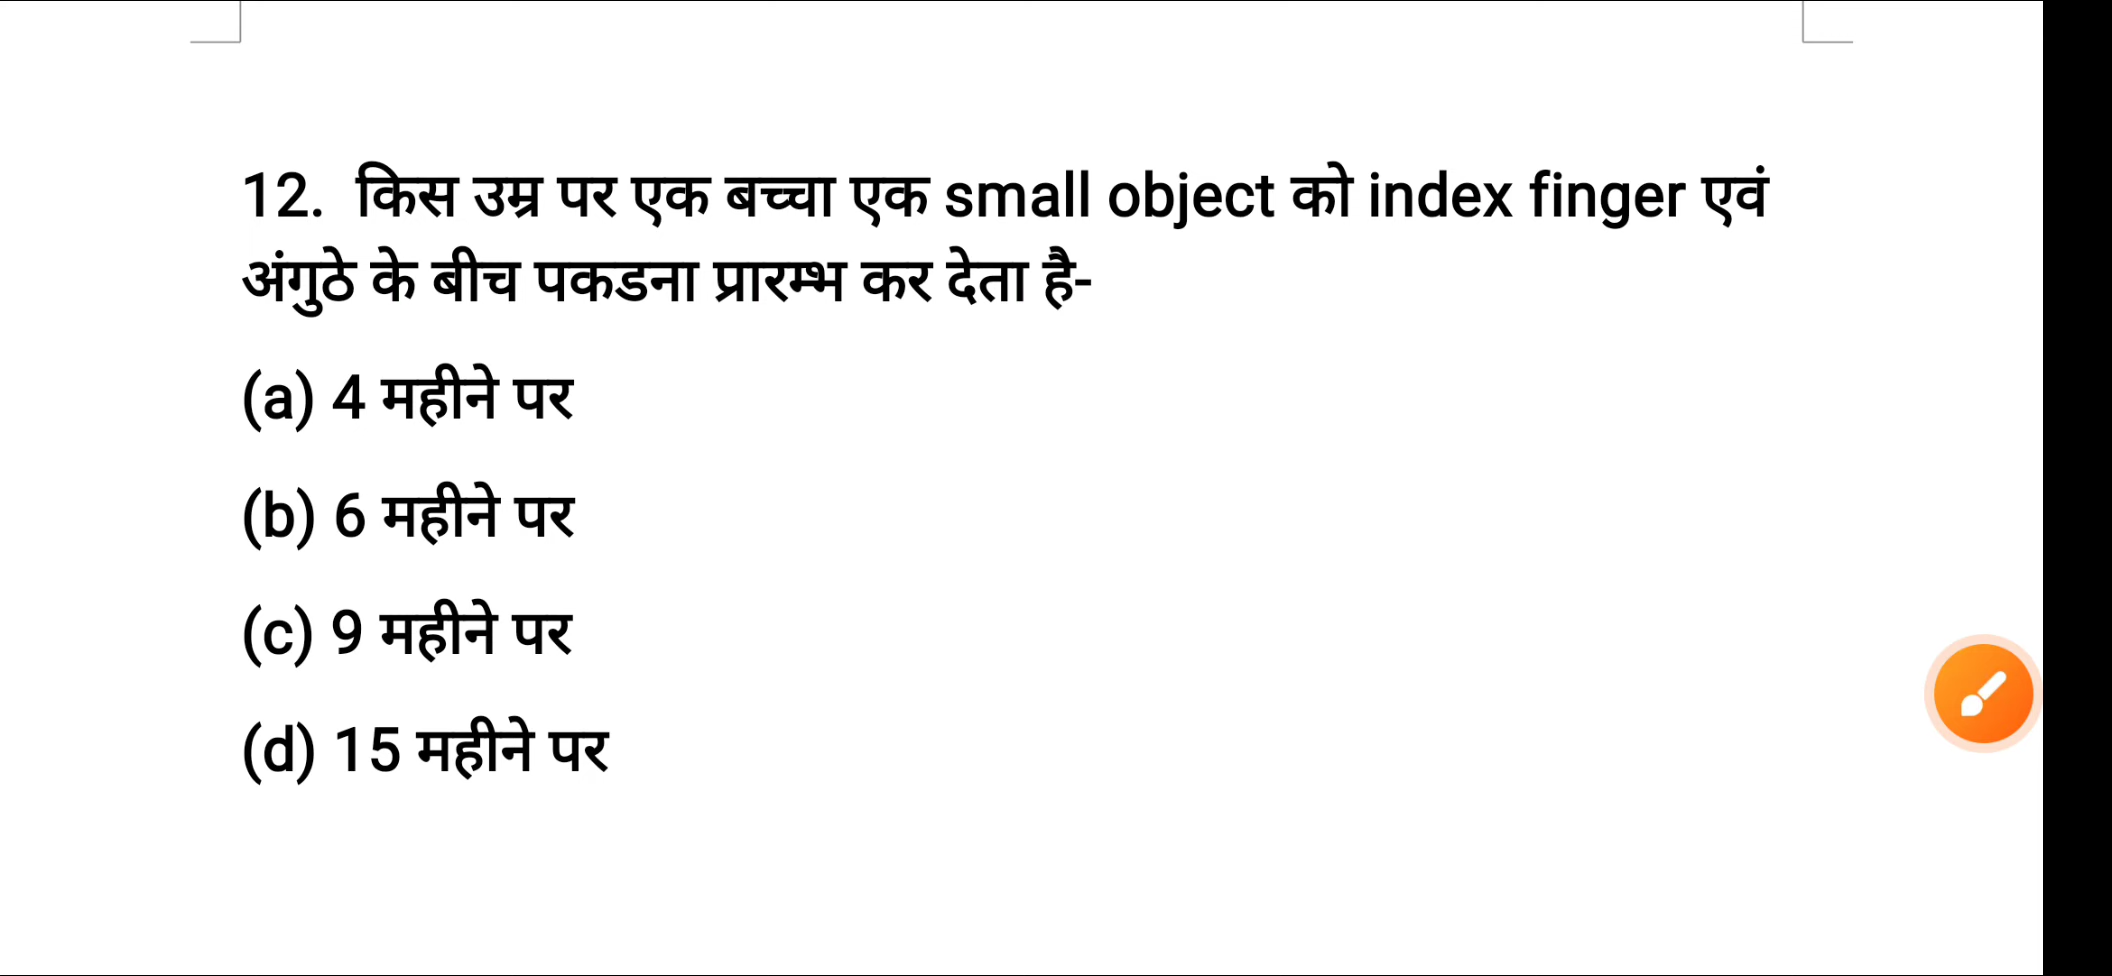 12. किस उम्र पर एक बच्चा एक small object को index finger एवं
अंगुठे के बीच पकडना प्रारम्भ कर देता है-
(a) 4 महीने पर
(b) 6 महीने पर
(c) 9 महीने पर
(d) 15 महीने पर